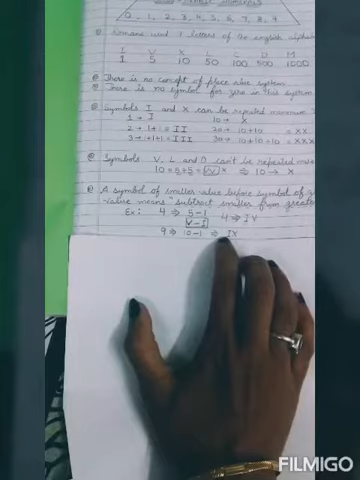 0, 1, 2, 3, 4, 5, 6, 7, 8, 9
Romans used 7 letters of the english alphab
I V X L C D M
1 5 10 50 100 500 1000
There is no concept of place value system.
There is no symbol for zero in this system
Symbols I and X can be repeated maximum
1 → I 10 → X
2 → 1+1 = II 20 → 10+10 = XX
3 → 1+1+1 = III 30 → 10+10+10 = XXX
Symbols V, L and D can't be repeated
10 = 5+5 = VV × ⇒ 10 → X
A symbol of smaller value before symbol of
value means "subtract smaller from greate
Ex: 4 ⇒ 5-1 4 ⇒ IV
V-I
9 ⇒ 10-1 ⇒ IX
FILMIGO